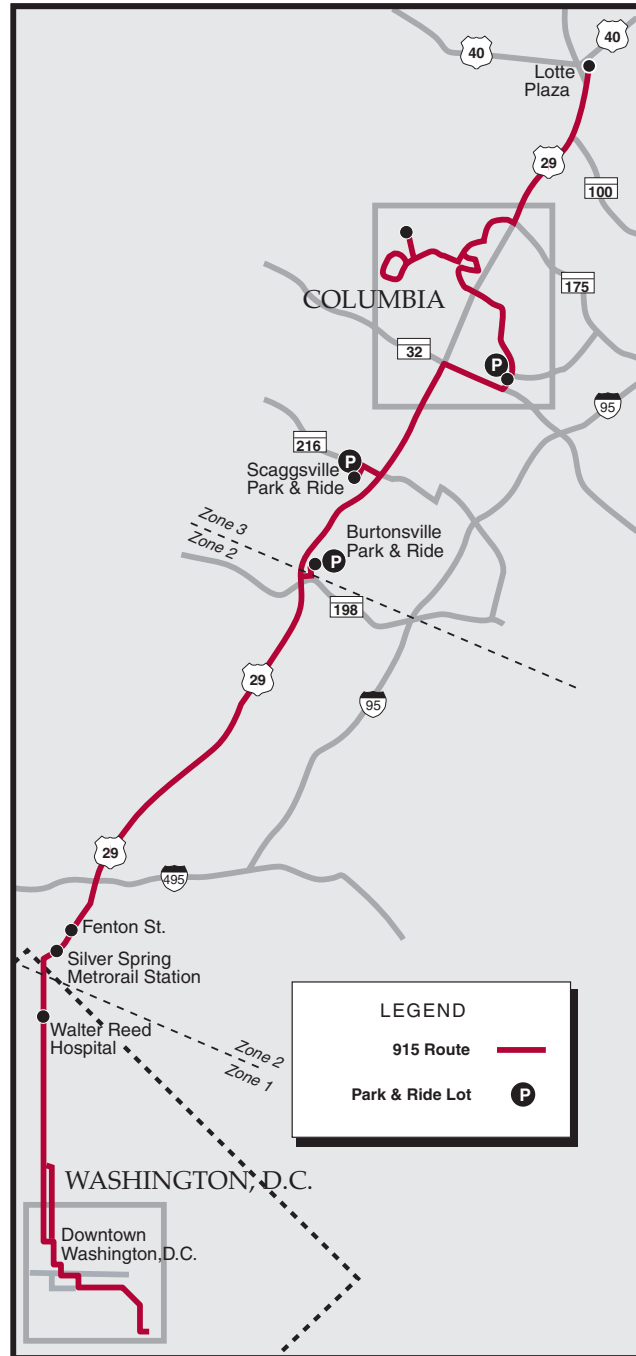 40
40
Lotte
Plaza
29
100
175
COLUMBIA
32
P
95
216
P
Scaggsville
Park & Ride
Zone 3
Zone 2
Burtonsville
Park & Ride
P
198
29
95
29
495
Fenton St.
Silver Spring
Metrorail Station
Walter Reed
Hospital
Zone 2
Zone 1
LEGEND
915 Route
Park & Ride Lot
P
WASHINGTON, D.C.
Downtown
Washington,D.C.